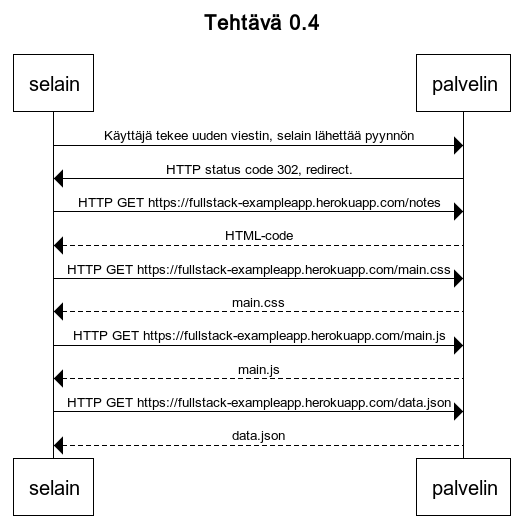 Tehtävä 0.4
selain
palvelin
Käyttäjä tekee uuden viestin, selain lähettää pyynnön
HTTP status code 302, redirect.
HTTP GET https://fullstack-exampleapp.herokuapp.com/notes
HTML-code
HTTP GET https://fullstack-exampleapp.herokuapp.com/main.css
main.css
HTTP GET https://fullstack-exampleapp.herokuapp.com/main.js
main.js
HTTP GET https://fullstack-exampleapp.herokuapp.com/data.json
data.json
selain
palvelin